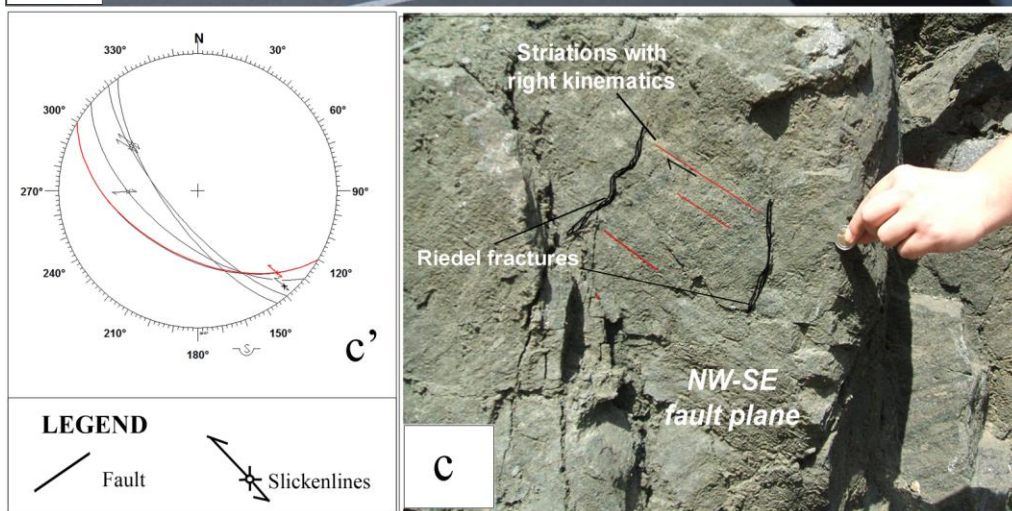 N
30°
60°
90°
120°
150°
180°
210°
240°
270°
300°
330°
S
c’
LEGEND
Fault
Slickenlines
Striations with
right kinematics
Riedel fractures
NW-SE
fault plane
c